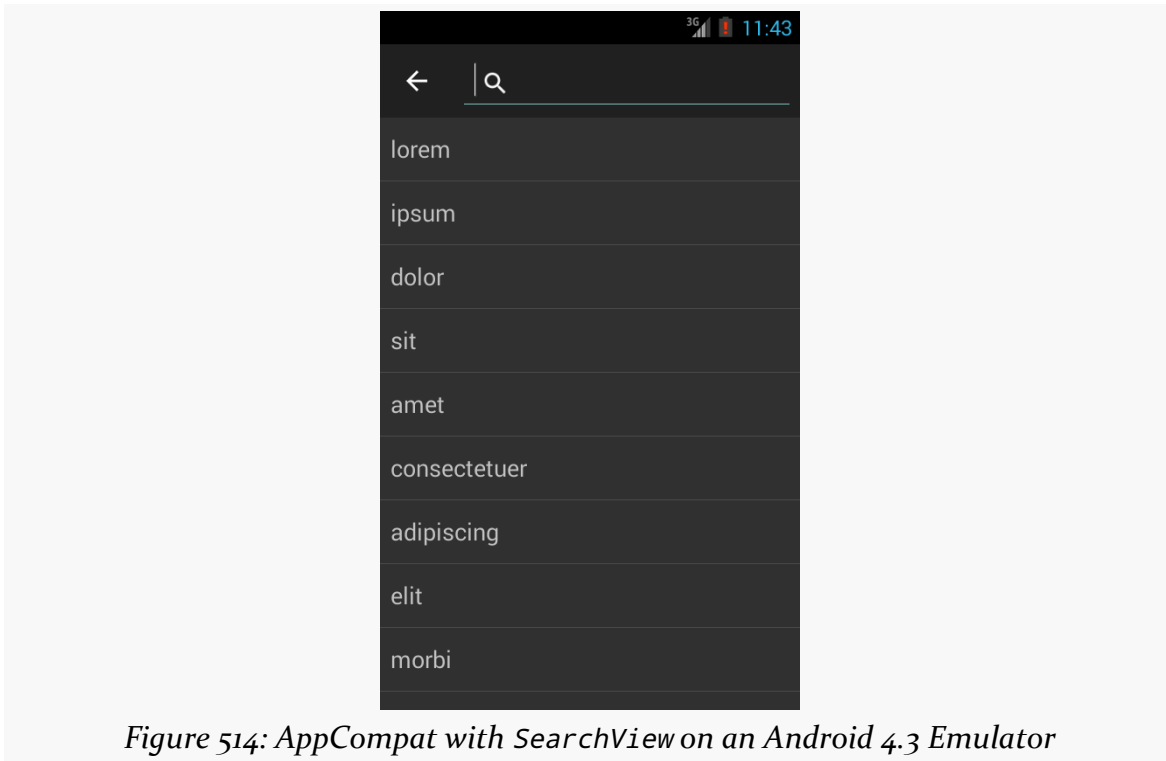 3G 11:43
lorem
ipsum
dolor
sit
amet
consectetuer
adipiscing
elit
morbi
Figure 514: AppCompat with SearchView on an Android 4.3 Emulator